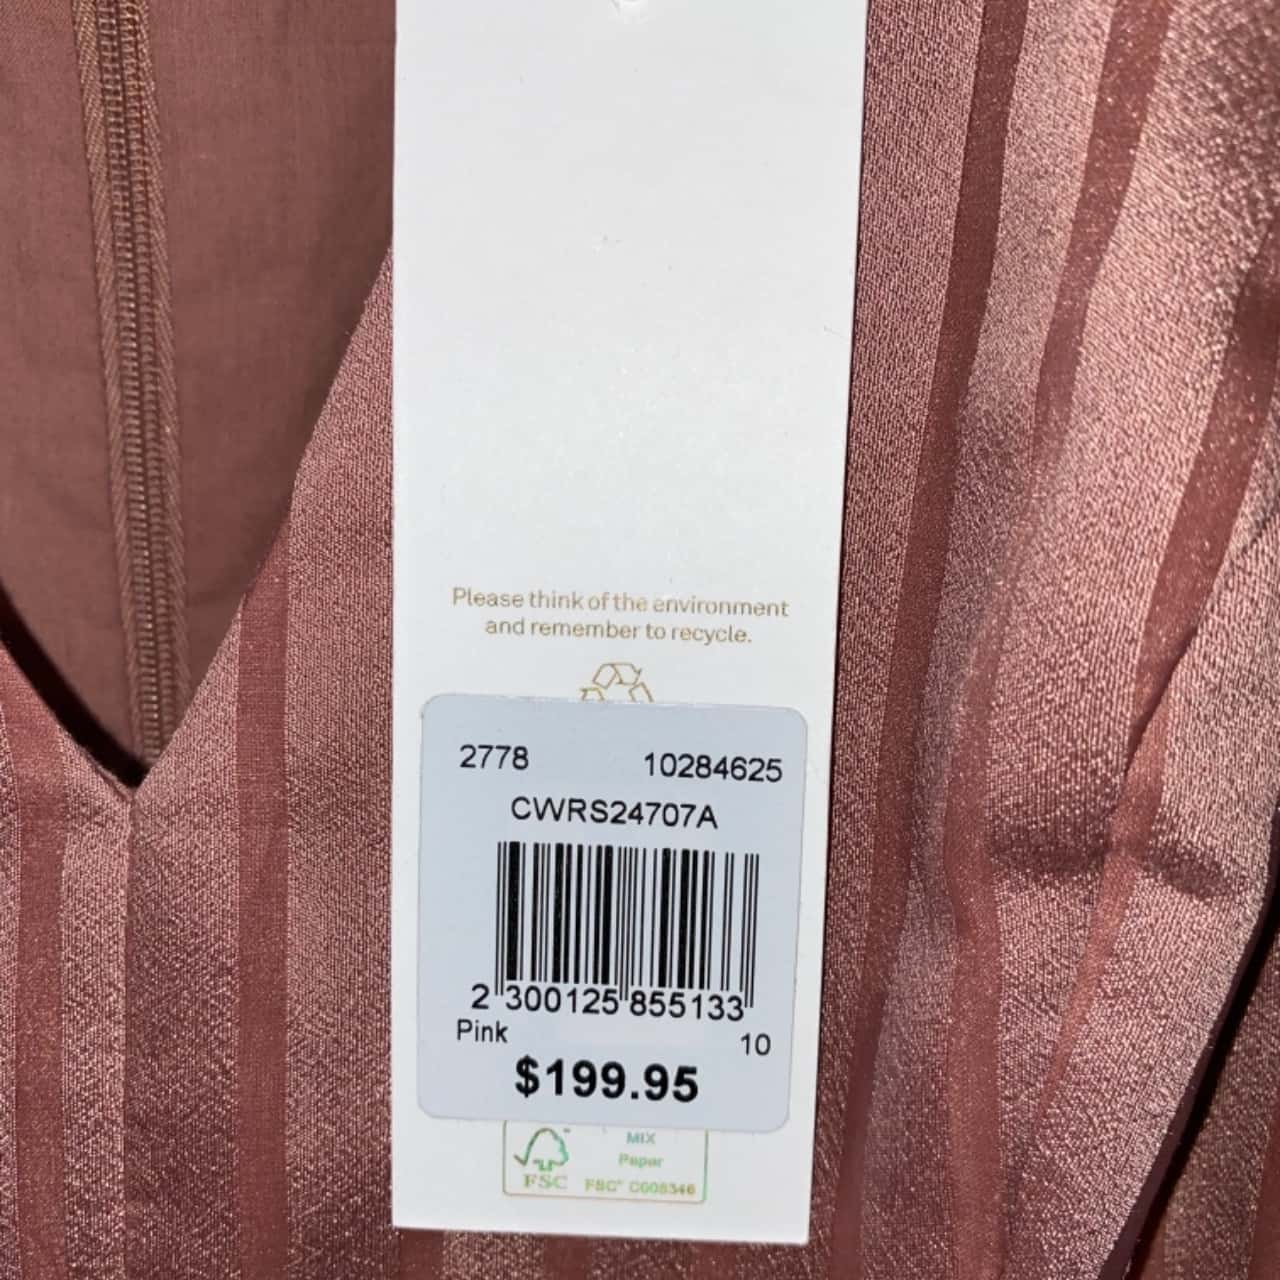 Please think of the environment
and remember to recycle.
2778 10284625
CWRS24707A
2 300125 855133
Pink 10
$199.95
MIX
Paper
FSC FSC® C008346